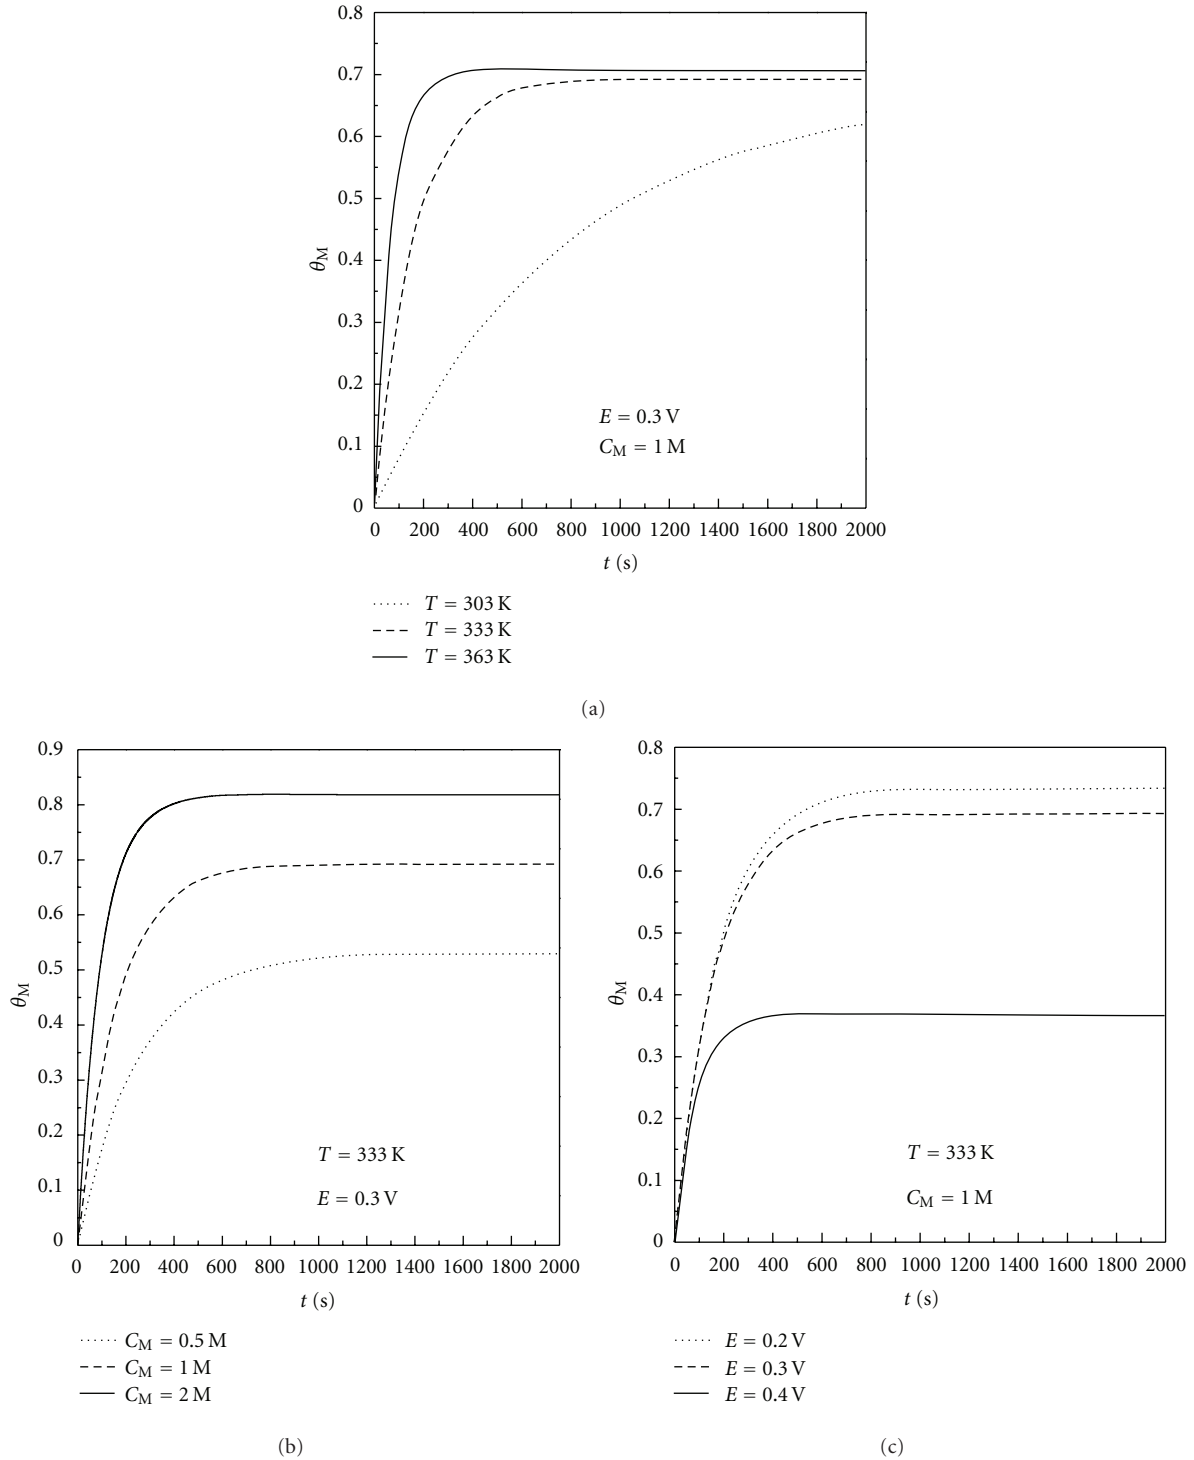 0.8
0.7
0.6
0.5
0.4
0.3
0.2
0.1
0
θM
E = 0.3 V
CM = 1 M
0 200 400 600 800 1000 1200 1400 1600 1800 2000
t (s)
T = 303 K
T = 333 K
T = 363 K
(a)
0.9
0.8
0.7
0.6
0.5
0.4
0.3
0.2
0.1
0
θM
T = 333 K
E = 0.3 V
0 200 400 600 800 1000 1200 1400 1600 1800 2000
t (s)
CM = 0.5 M
CM = 1 M
CM = 2 M
(b)
0.8
0.7
0.6
0.5
0.4
0.3
0.2
0.1
0
θM
T = 333 K
CM = 1 M
0 200 400 600 800 1000 1200 1400 1600 1800 2000
t (s)
E = 0.2 V
E = 0.3 V
E = 0.4 V
(c)